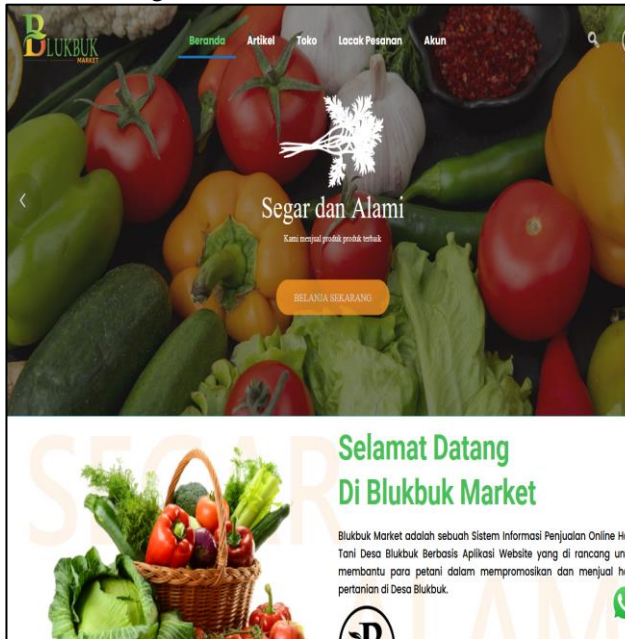 BLUKBUK
MARKET
Beranda Artikel Toko Lacak Pesanan Akun
Segar dan Alami
Kami menjual produk produk terbaik
BELANJA SEKARANG
SEGAR
Selamat Datang
Di Blukbuk Market
Blukbuk Market adalah sebuah Sistem Informasi Penjualan Online
Tani Desa Blukbuk Berbasis Aplikasi Website yang di rancang
membantu para petani dalam mempromosikan dan menjual
pertanian di Desa Blukbuk.